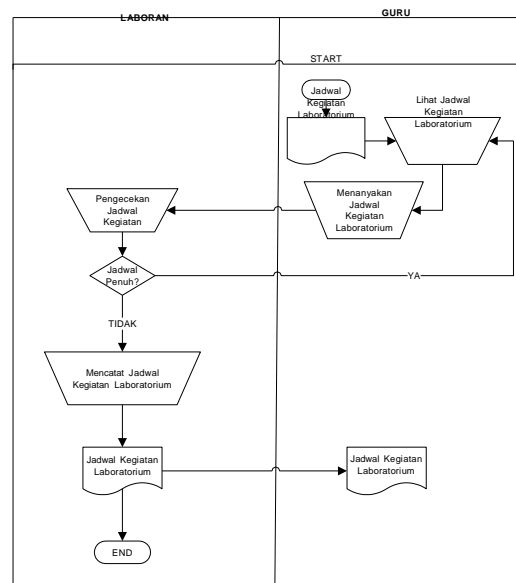 LABORAN
GURU
START
Jadwal
Kegiatan
Laboratorium
Lihat Jadwal
Kegiatan
Laboratorium
Menanyakan
Jadwal
Kegiatan
Laboratorium
Pengecekan
Jadwal
Kegiatan
Jadwal
Penuh?
YA
TIDAK
Mencatat Jadwal
Kegiatan Laboratorium
Jadwal Kegiatan
Laboratorium
Jadwal Kegiatan
Laboratorium
END